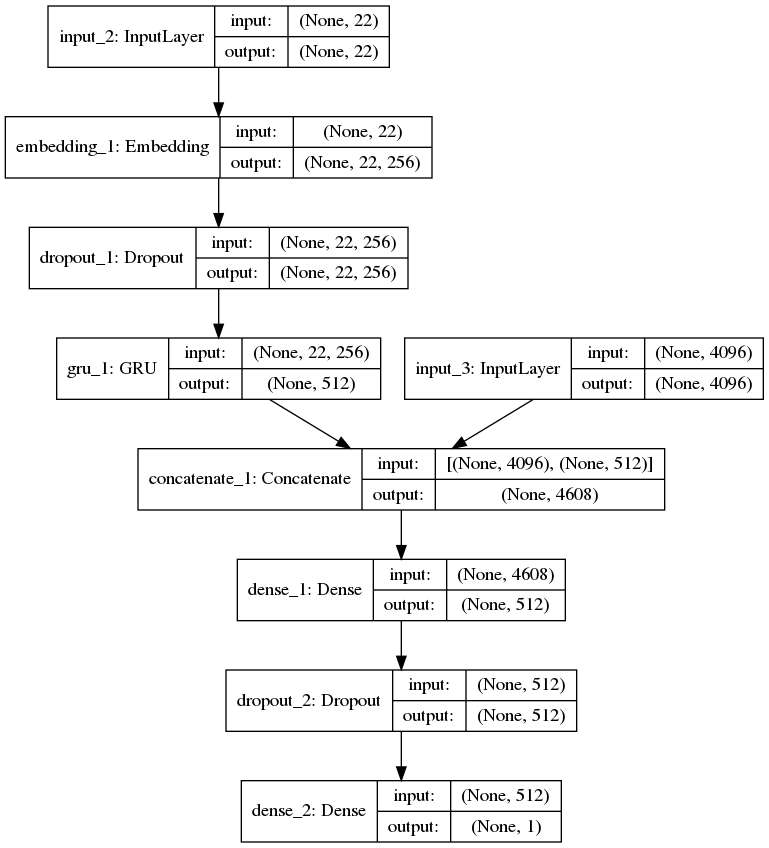 input_2: InputLayer
input:
(None, 22)
output:
(None, 22)
embedding_1: Embedding
input:
(None, 22)
output:
(None, 22, 256)
dropout_1: Dropout
input:
(None, 22, 256)
output:
(None, 22, 256)
gru_1: GRU
input:
(None, 22, 256)
output:
(None, 512)
input_3: InputLayer
input:
(None, 4096)
output:
(None, 4096)
concatenate_1: Concatenate
input:
[(None, 4096), (None, 512)]
output:
(None, 4608)
dense_1: Dense
input:
(None, 4608)
output:
(None, 512)
dropout_2: Dropout
input:
(None, 512)
output:
(None, 512)
dense_2: Dense
input:
(None, 512)
output:
(None, 1)